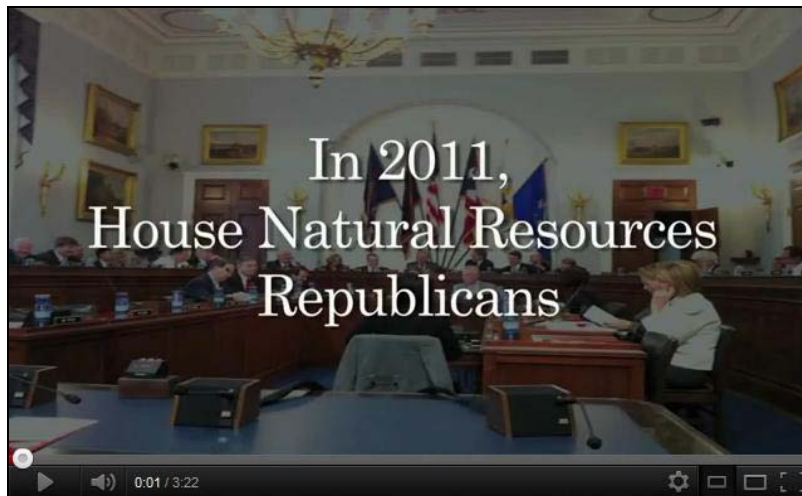 In 2011,
House Natural Resources
Republicans
0:01 / 3:22